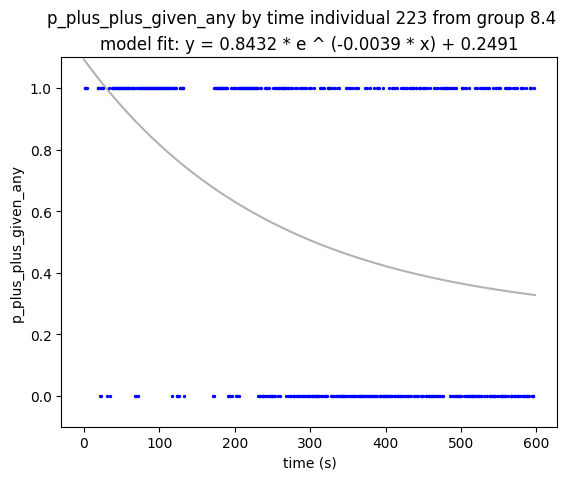 p_plus_plus_given_any by time individual 223 from group 8.4
model fit: y = 0.8432 * e ^ (-0.0039 * x) + 0.2491
1.0
0.8
0.6
0.4
0.2
0.0
p_plus_plus_given_any
0 100 200 300 400 500 600
time (s)